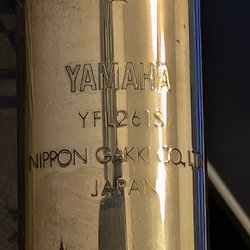 YAMAHA
YFL261S
NIPPON GAKKI CO., LTD.
JAPAN